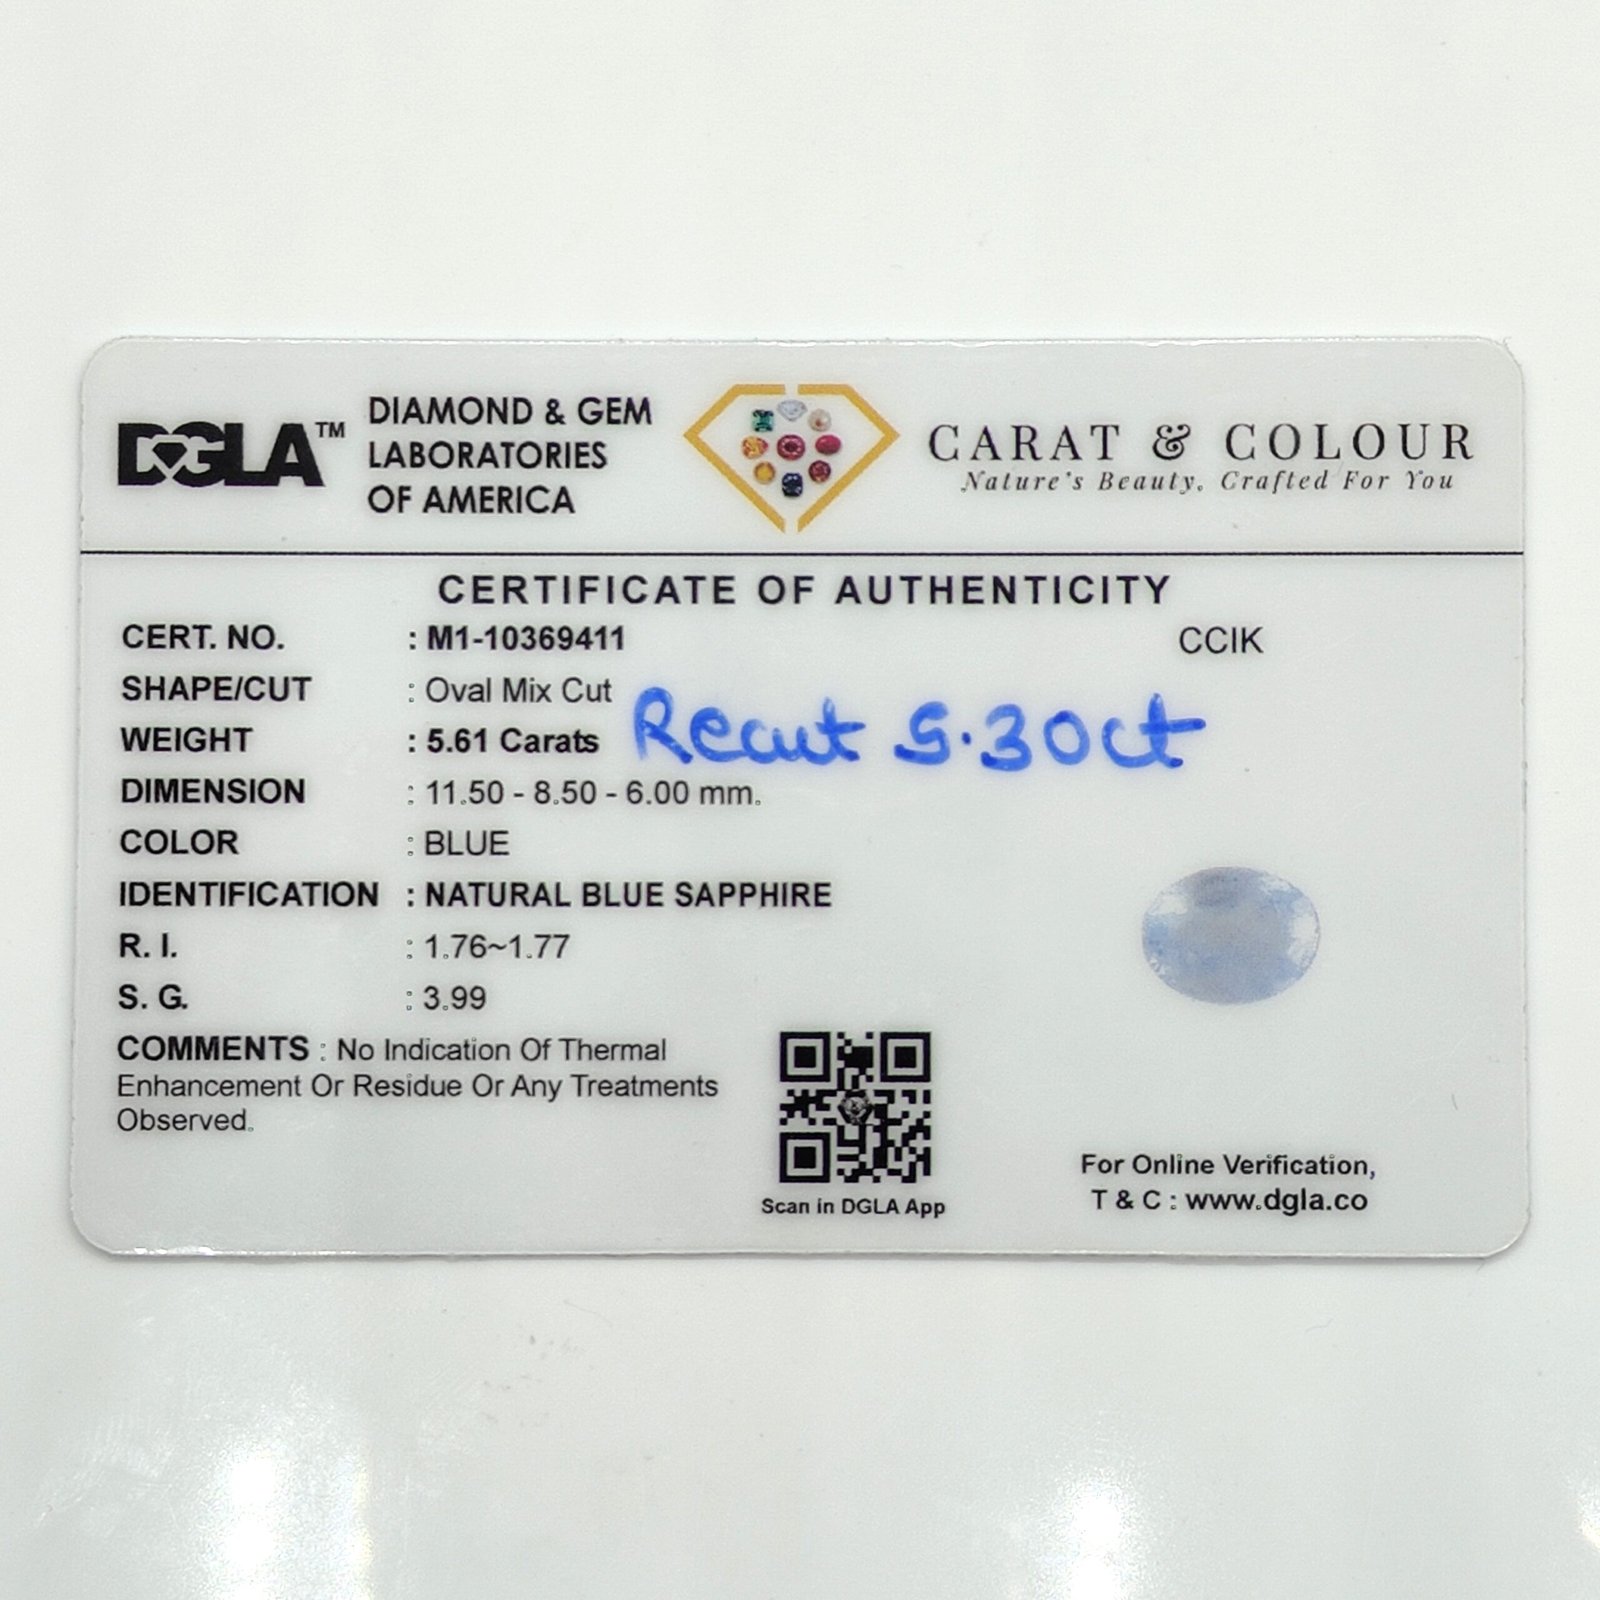 DGLA™ DIAMOND & GEM
LABORATORIES
OF AMERICA
CARAT & COLOUR
Nature's Beauty, Crafted For You
CERTIFICATE OF AUTHENTICITY
CERT. NO. : M1-10369411 CCIK
SHAPE/CUT : Oval Mix Cut
WEIGHT : 5.61 Carats Recut 5.30ct
DIMENSION : 11.50 - 8.50 - 6.00 mm.
COLOR : BLUE
IDENTIFICATION : NATURAL BLUE SAPPHIRE
R. I. : 1.76~1.77
S. G. : 3.99
COMMENTS : No Indication Of Thermal
Enhancement Or Residue Or Any Treatments
Observed.
Scan in DGLA App
For Online Verification,
T & C : www.dgla.co